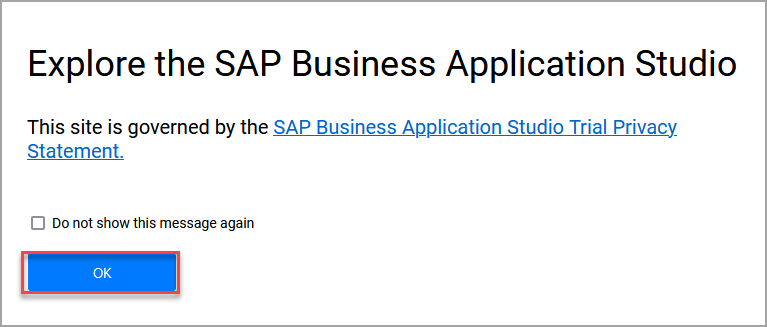 Explore the SAP Business Application Studio
This site is governed by the SAP Business Application Studio Trial Privacy
Statement.
Do not show this message again
OK